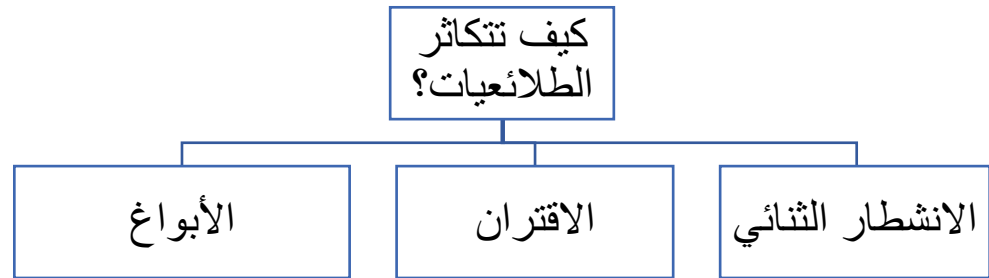 كيف تتكاثر
الطلائعيات؟
الانشطار الثنائي
الاقتران
الأبواغ